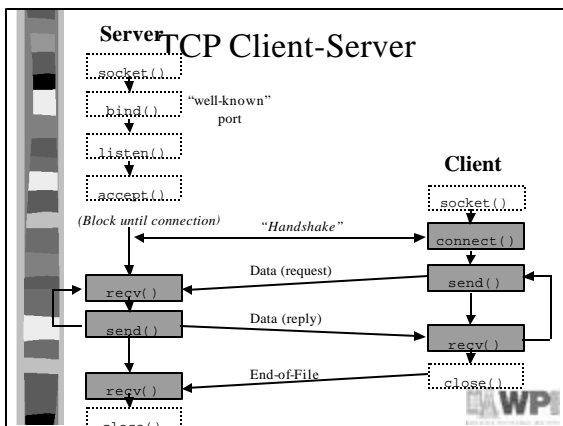 TCP Client-Server
Server
socket()
bind()
"well-known"
port
listen()
accept()
(Block until connection)
Client
socket()
"Handshake"
connect()
Data (request)
send()
recv()
send()
Data (reply)
recv()
End-of-File
recv()
close()
close()
WPI